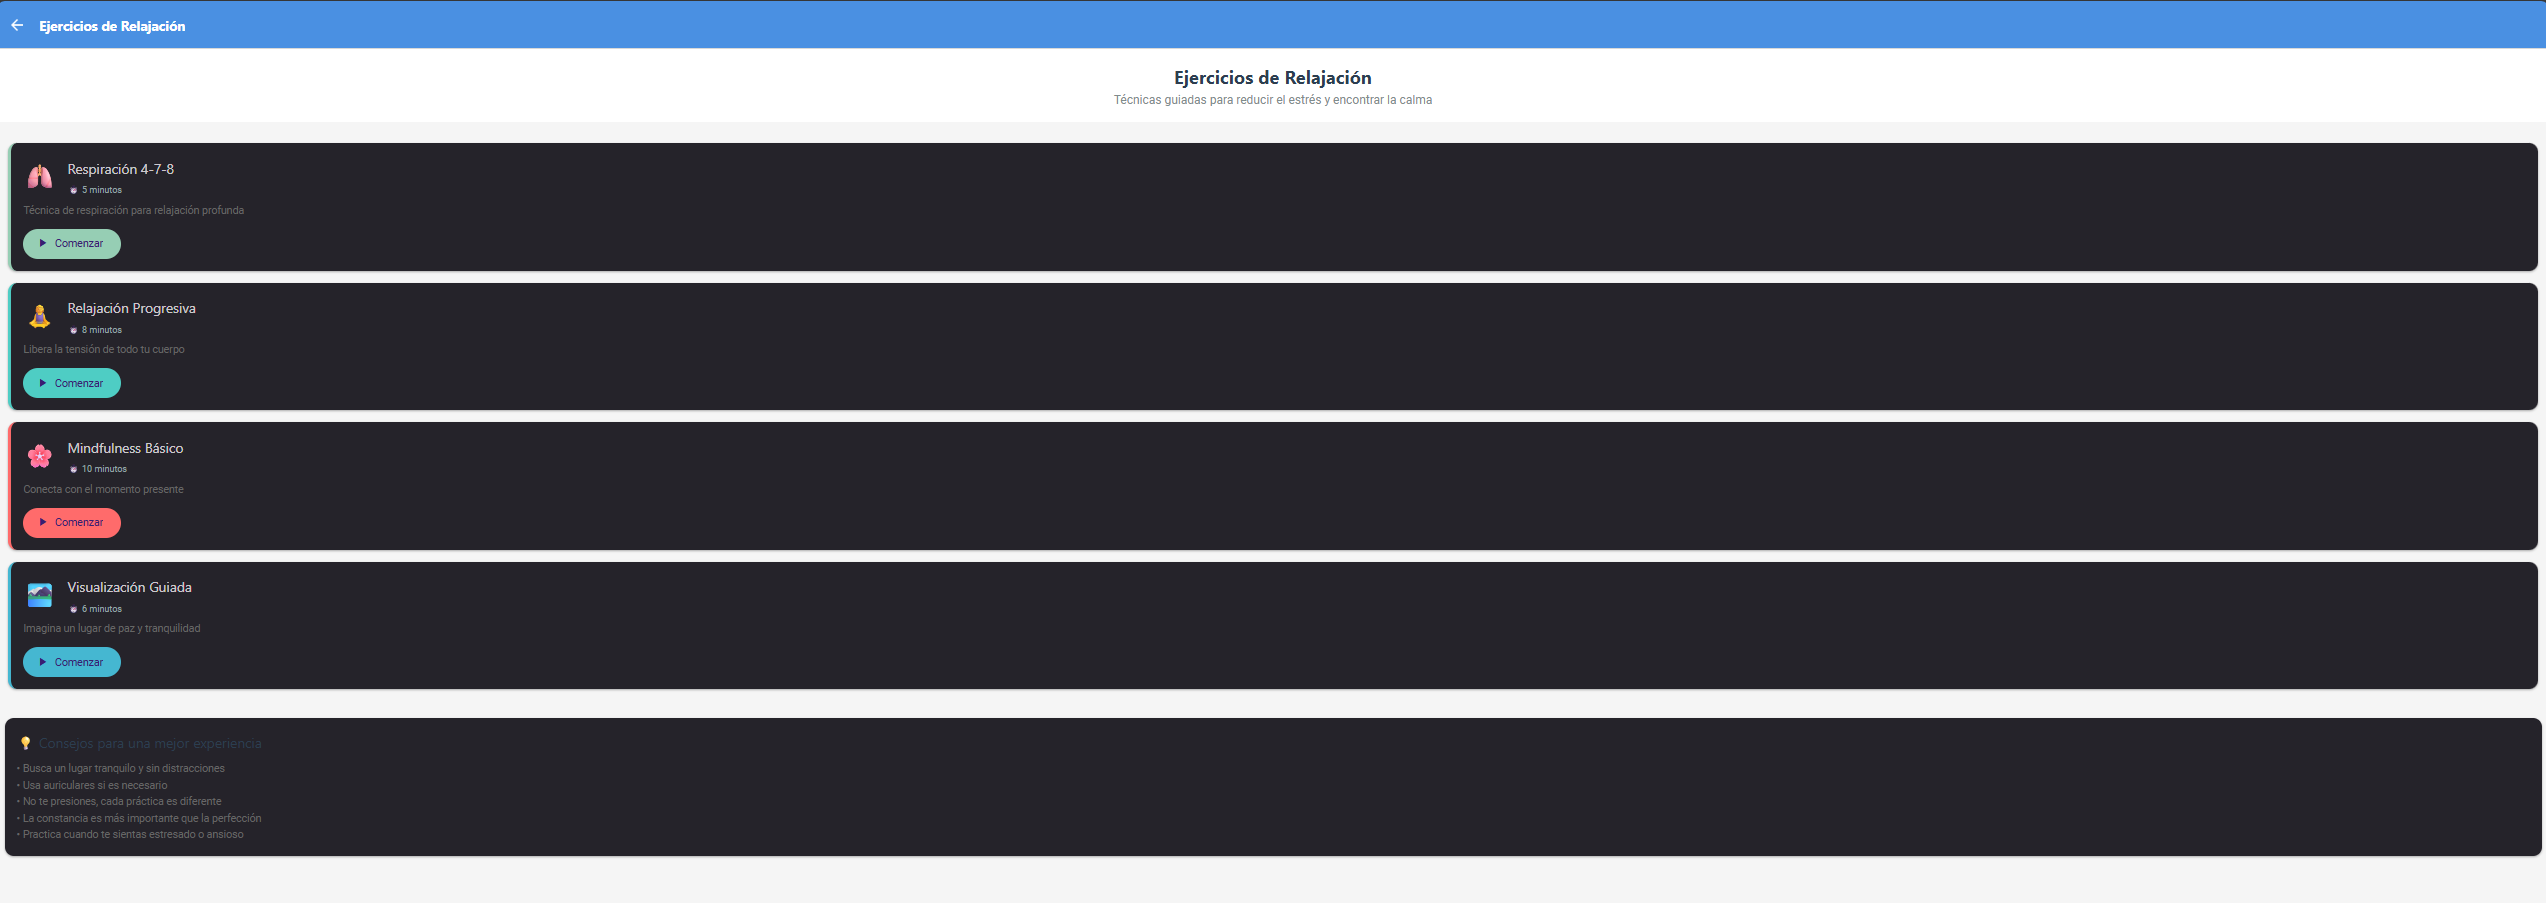 Ejercicios de Relajación
Ejercicios de Relajación
Técnicas guiadas para reducir el estrés y encontrar la calma
Respiración 4-7-8
5 minutos
Técnica de respiración para relajación profunda
Comenzar
Relajación Progresiva
8 minutos
Libera la tensión de todo tu cuerpo
Comenzar
Mindfulness Básico
10 minutos
Conecta con el momento presente
Comenzar
Visualización Guiada
6 minutos
Imagina un lugar de paz y tranquilidad
Comenzar
Consejos para una mejor experiencia
• Busca un lugar tranquilo y sin distracciones
• Usa auriculares si es necesario
• No te presiones, cada práctica es diferente
• La constancia es más importante que la perfección
• Practica cuando te sientas estresado o ansioso